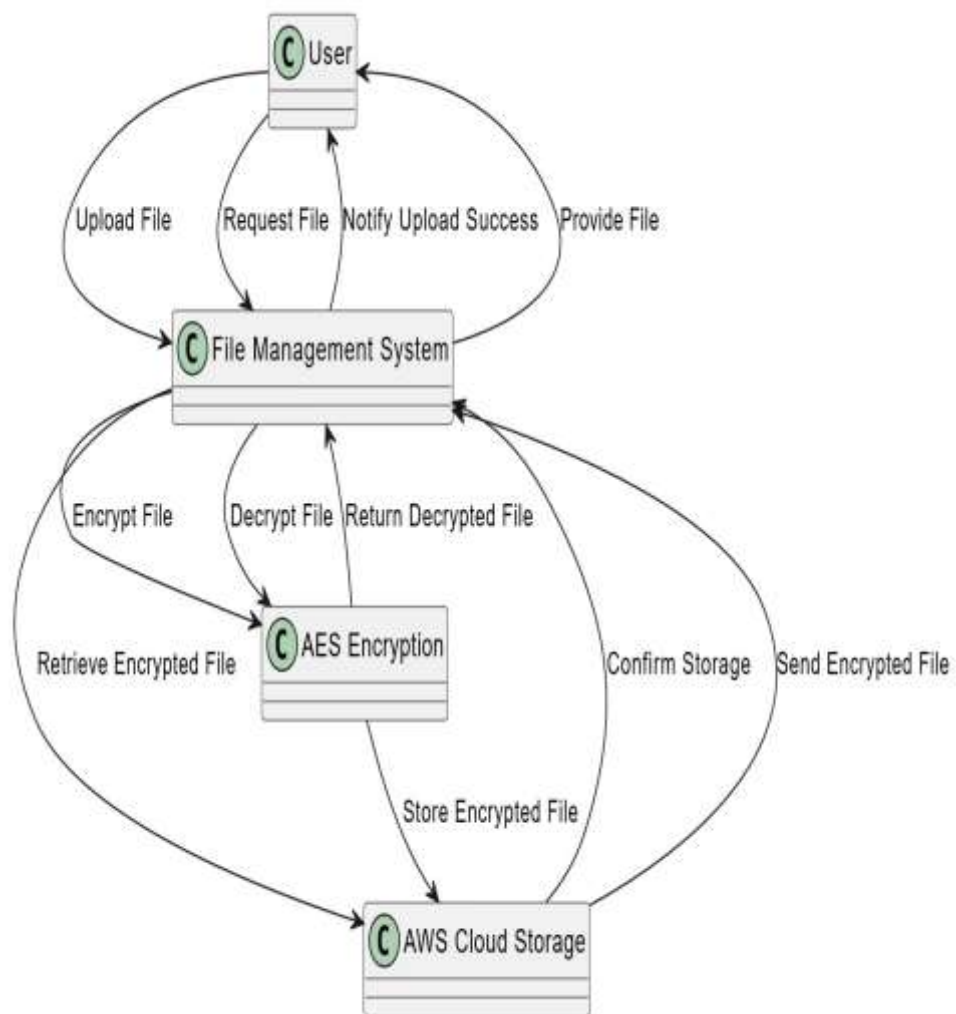 C User
Upload File
Request File
Notify Upload Success
Provide File
C File Management System
Encrypt File
Decrypt File
Return Decrypted File
C AES Encryption
Retrieve Encrypted File
Confirm Storage
Send Encrypted File
Store Encrypted File
C AWS Cloud Storage